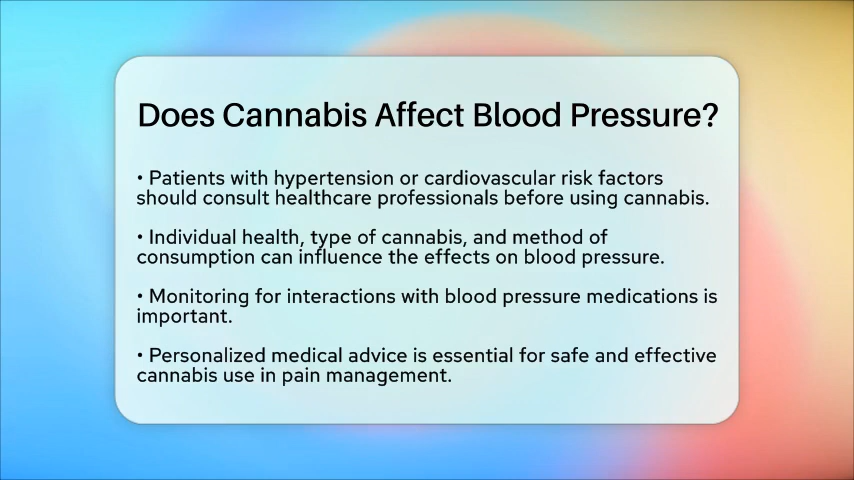 Does Cannabis Affect Blood Pressure?
• Patients with hypertension or cardiovascular risk factors
should consult healthcare professionals before using cannabis.
• Individual health, type of cannabis, and method of
consumption can influence the effects on blood pressure.
• Monitoring for interactions with blood pressure medications is
important.
• Personalized medical advice is essential for safe and effective
cannabis use in pain management.